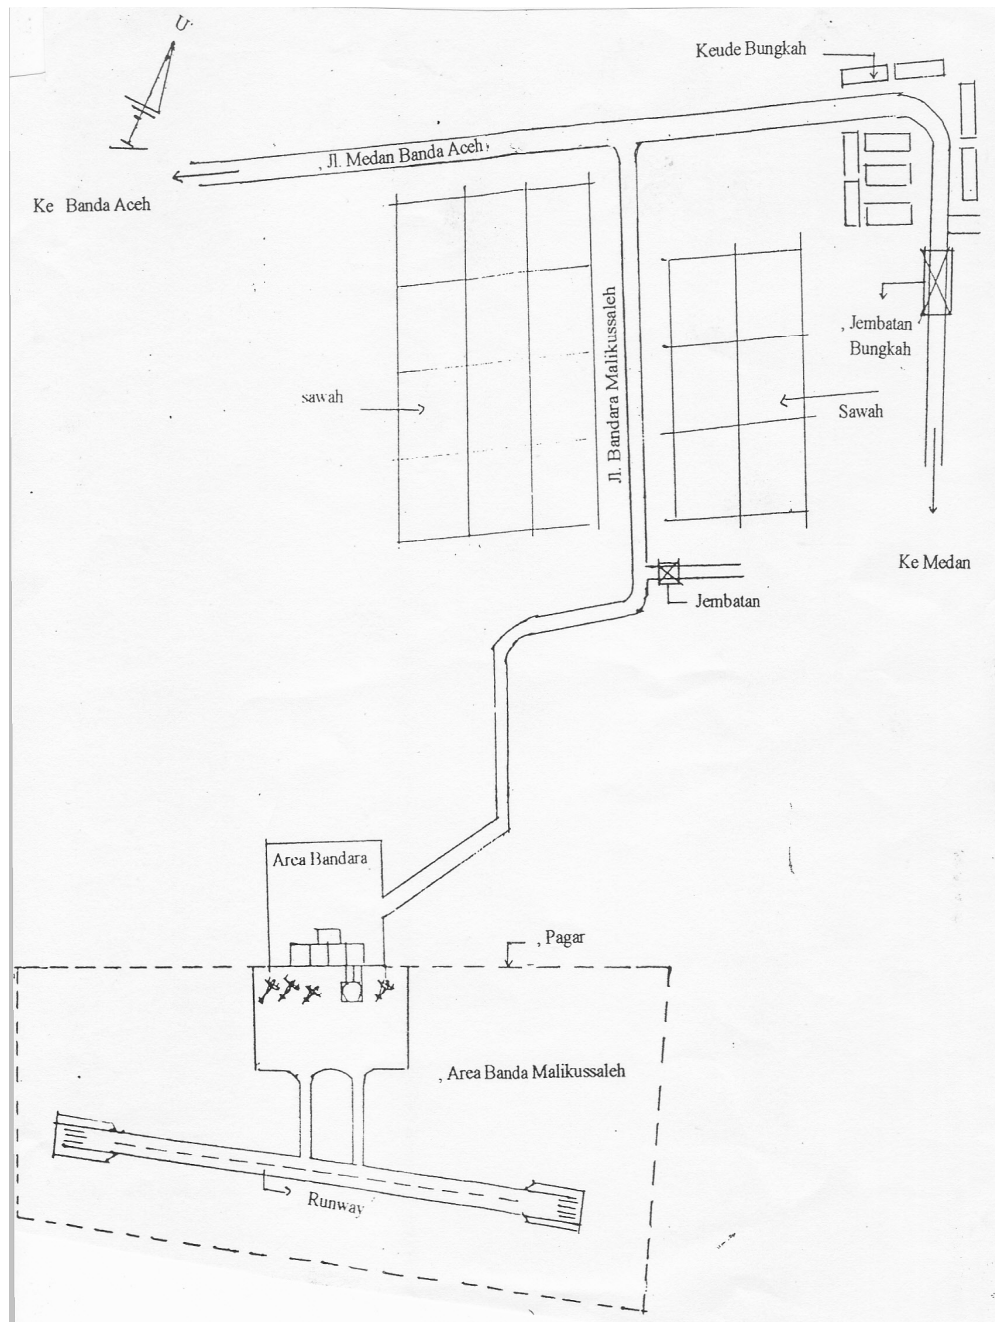 U
Keude Bungkah
, Jl. Medan Banda Aceh,
Ke Banda Aceh
, Jembatan
Bungkah
Jl. Bandara Malikussaleh
sawah
Sawah
Ke Medan
Jembatan
Area Bandara
, Pagar
, Area Banda Malikussaleh
Runway